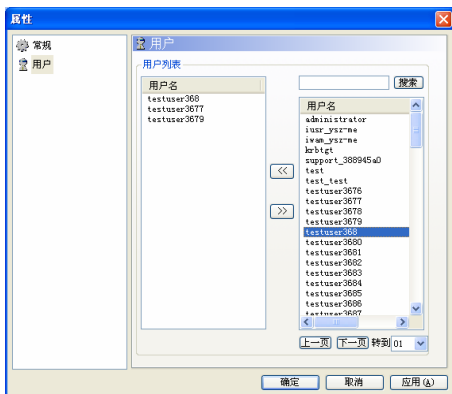 属性
常规
用户
用户
用户列表
用户名
testuser368
testuser3677
testuser3679
<<
>>
搜索
用户名
administrator
iusr_ysz-me
iwam_ysz-me
krbtgt
support_388945a0
test
test_test
testuser3676
testuser3677
testuser3678
testuser3679
testuser368
testuser3680
testuser3681
testuser3682
testuser3683
testuser3684
testuser3685
testuser3686
testuser3687
上一页 下一页 转到 01
确定 取消 应用(A)